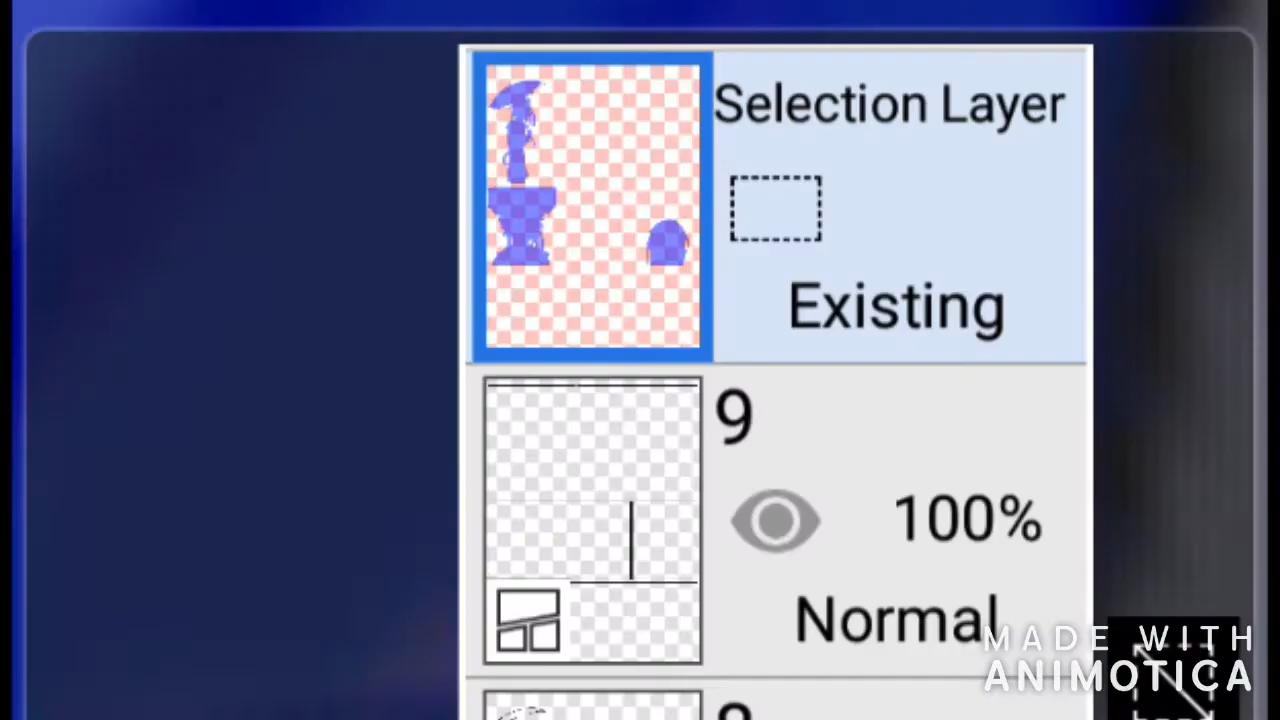 Selection Layer
Existing
9
100%
Normal
MADE WITH
ANIMOTICA